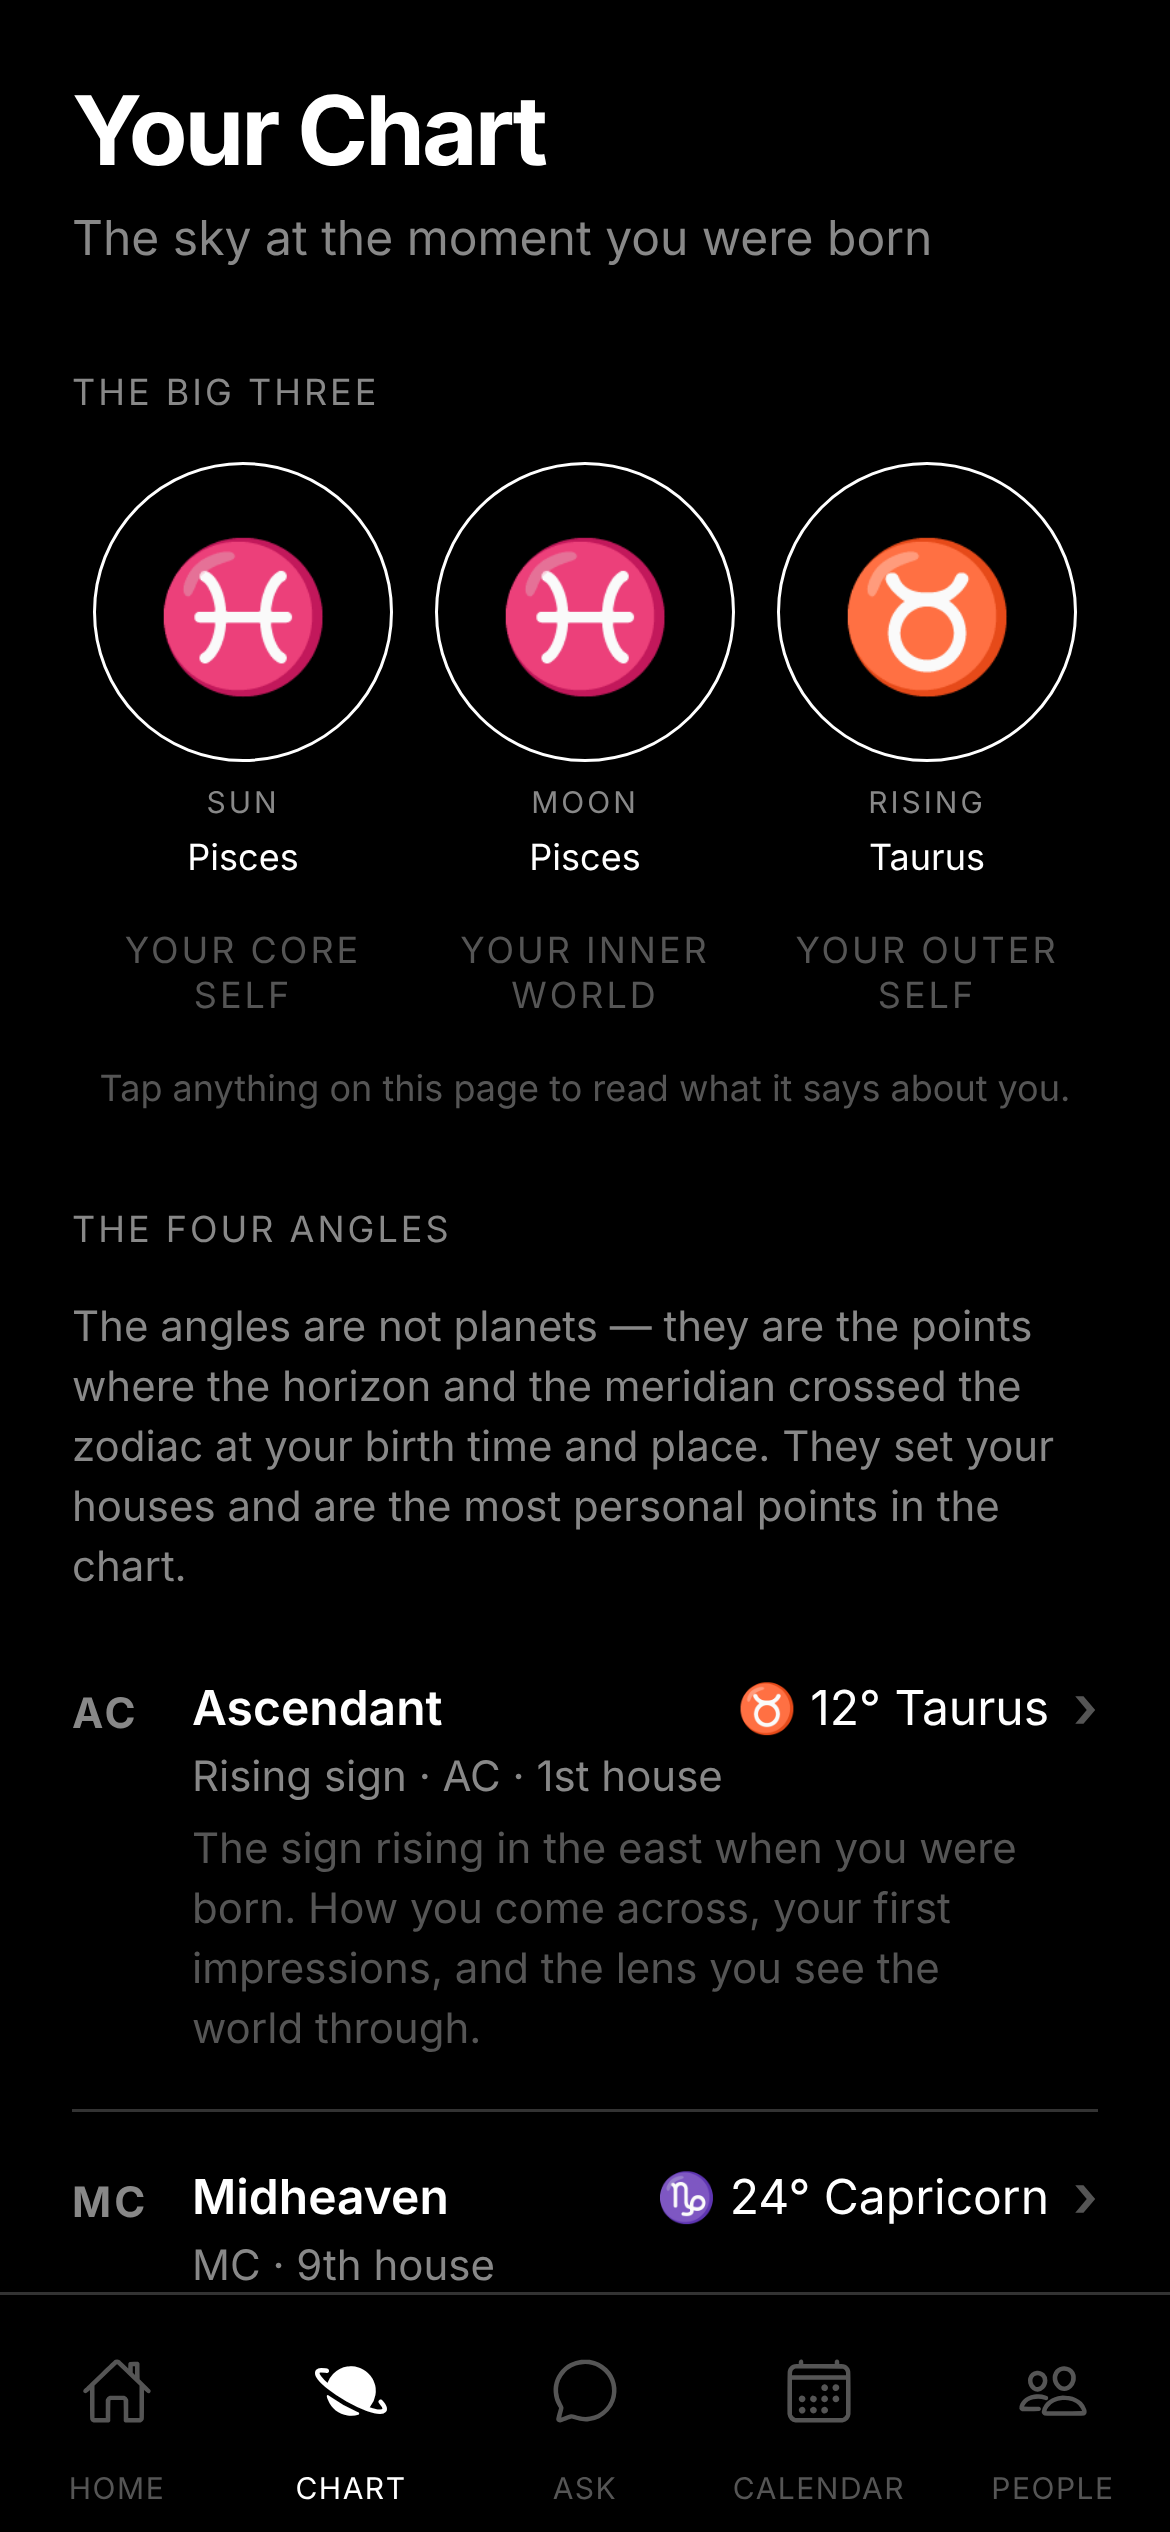 Your Chart
The sky at the moment you were born
THE BIG THREE
SUN
Pisces
YOUR CORE
SELF
MOON
Pisces
YOUR INNER
WORLD
RISING
Taurus
YOUR OUTER
SELF
Tap anything on this page to read what it says about you.
THE FOUR ANGLES
The angles are not planets — they are the points
where the horizon and the meridian crossed the
zodiac at your birth time and place. They set your
houses and are the most personal points in the
chart.
AC Ascendant ♉ 12° Taurus ›
Rising sign · AC · 1st house
The sign rising in the east when you were
born. How you come across, your first
impressions, and the lens you see the
world through.
MC Midheaven ♑ 24° Capricorn ›
MC · 9th house
HOME CHART ASK CALENDAR PEOPLE